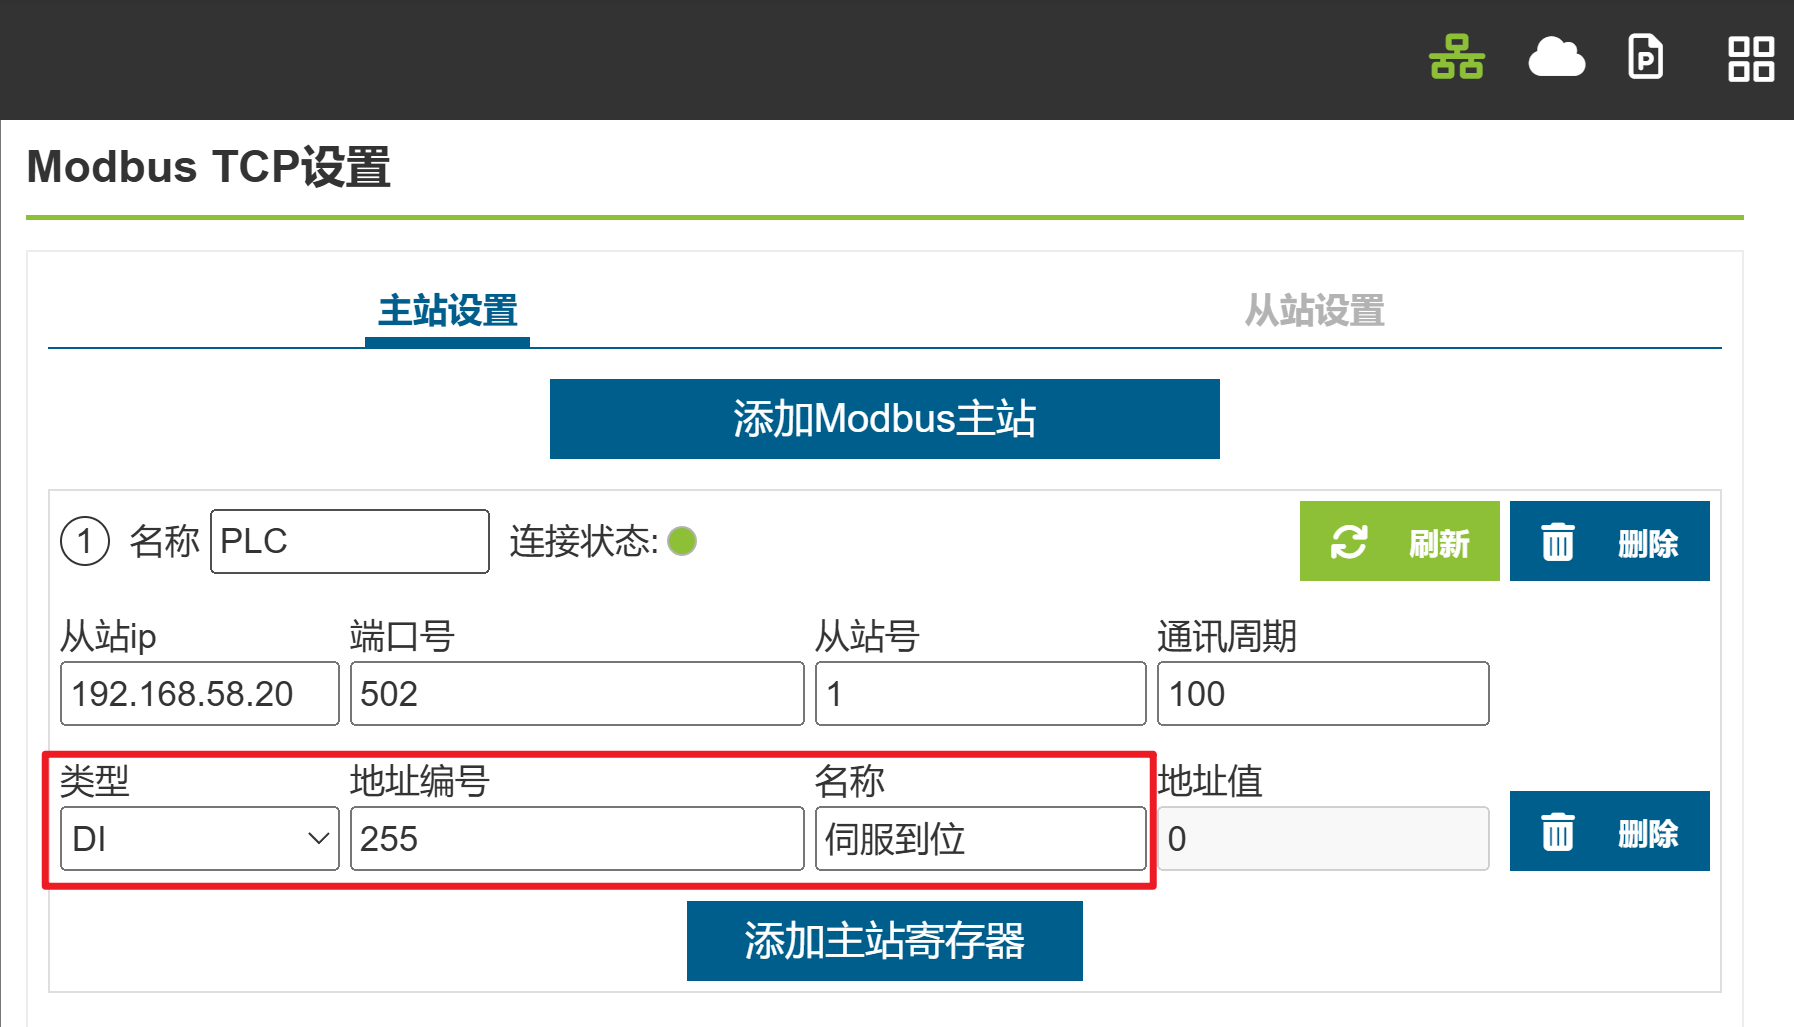 P
Modbus TCP设置
主站设置 从站设置
添加Modbus主站
1 名称 PLC 连接状态: 刷新 删除
从站ip 端口号 从站号 通讯周期
192.168.58.20 502 1 100
类型 地址编号 名称 地址值
DI 255 伺服到位 0 删除
添加主站寄存器